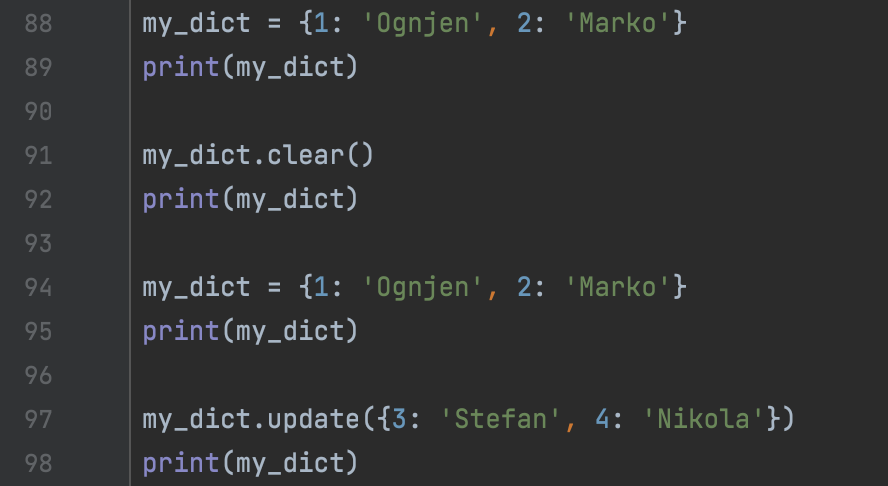 88 my_dict = {1: 'Ognjen', 2: 'Marko'}
89 print(my_dict)
90
91 my_dict.clear()
92 print(my_dict)
93
94 my_dict = {1: 'Ognjen', 2: 'Marko'}
95 print(my_dict)
96
97 my_dict.update({3: 'Stefan', 4: 'Nikola'})
98 print(my_dict)